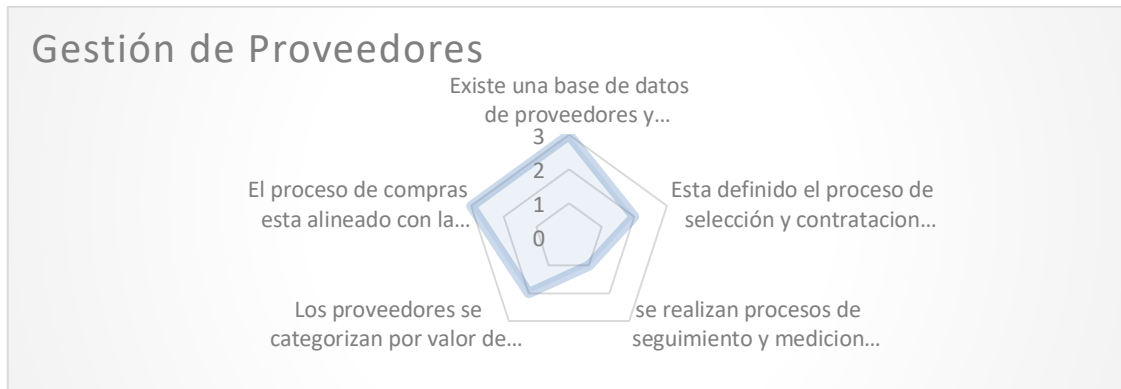 Gestión de Proveedores
Existe una base de datos
de proveedores y...
3
2
1
0
Esta definido el proceso de
selección y contratacion...
se realizan procesos de
seguimiento y medicion...
Los proveedores se
categorizan por valor de...
El proceso de compras
esta alineado con la...